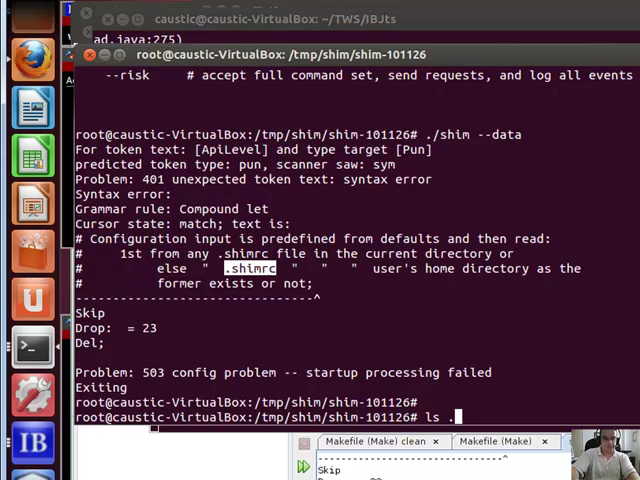 caustic@caustic-VirtualBox: ~/TWS/IBJts
ad.java:275)
root@caustic-VirtualBox: /tmp/shim/shim-101126
--risk # accept full command set, send requests, and log all events
root@caustic-VirtualBox:/tmp/shim/shim-101126# ./shim --data
For token text: [ApiLevel] and type target [Pun]
predicted token type: pun, scanner saw: sym
Problem: 401 unexpected token text: syntax error
Syntax error:
Grammar rule: Compound let
Cursor state: match; text is:
# Configuration input is predefined from defaults and then read:
# 1st from any .shimrc file in the current directory or
# else " .shimrc " " " user's home directory as the
# former exists or not;
--------------------------------^
Skip
Drop: = 23
Del;
Problem: 503 config problem -- startup processing failed
Exiting
root@caustic-VirtualBox:/tmp/shim/shim-101126#
root@caustic-VirtualBox:/tmp/shim/shim-101126# ls .
IB
Makefile (Make) clean Makefile (Make)
--------------------------------^
Skip